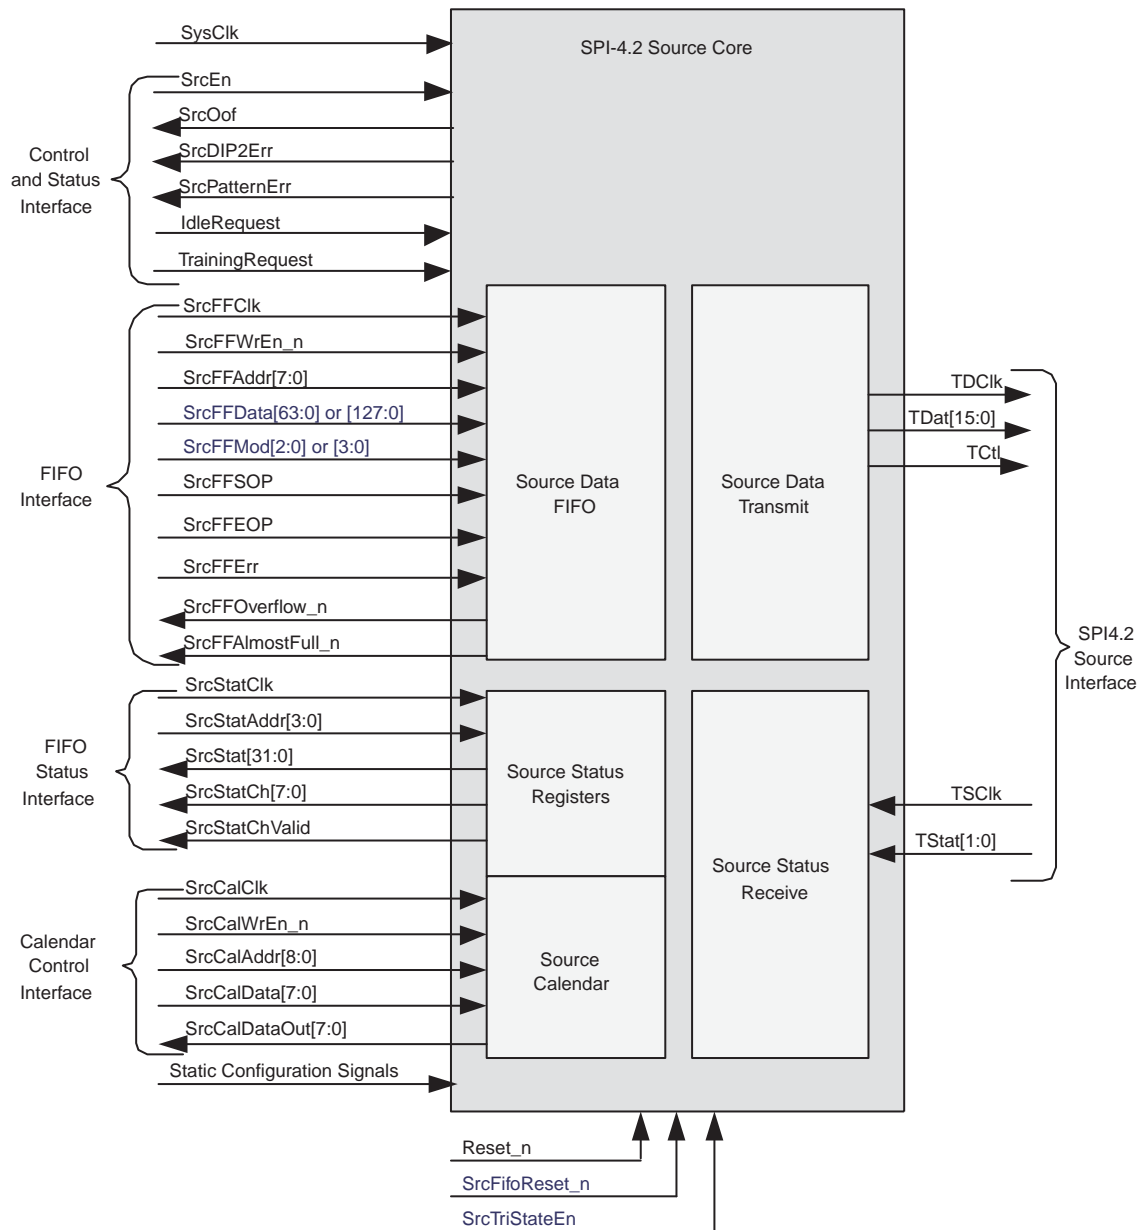 SPI-4.2 Source Core
SysClk
SrcEn
SrcOof
SrcDIP2Err
SrcPatternErr
IdleRequest
TrainingRequest
Control
and Status
Interface
SrcFFClk
SrcFFWrEn_n
SrcFFAddr[7:0]
SrcFFData[63:0] or [127:0]
SrcFFMod[2:0] or [3:0]
SrcFFSOP
SrcFFEOP
SrcFFErr
SrcFFOverflow_n
SrcFFAlmostFull_n
FIFO
Interface
Source Data
FIFO
Source Data
Transmit
TDClk
TDat[15:0]
TCtl
SPI4.2
Source
Interface
SrcStatClk
SrcStatAddr[3:0]
SrcStat[31:0]
SrcStatCh[7:0]
SrcStatChValid
FIFO
Status
Interface
Source Status
Registers
TSClk
TStat[1:0]
Source Status
Receive
SrcCalClk
SrcCalWrEn_n
SrcCalAddr[8:0]
SrcCalData[7:0]
SrcCalDataOut[7:0]
Calendar
Control
Interface
Source
Calendar
Static Configuration Signals
Reset_n
SrcFifoReset_n
SrcTriStateEn